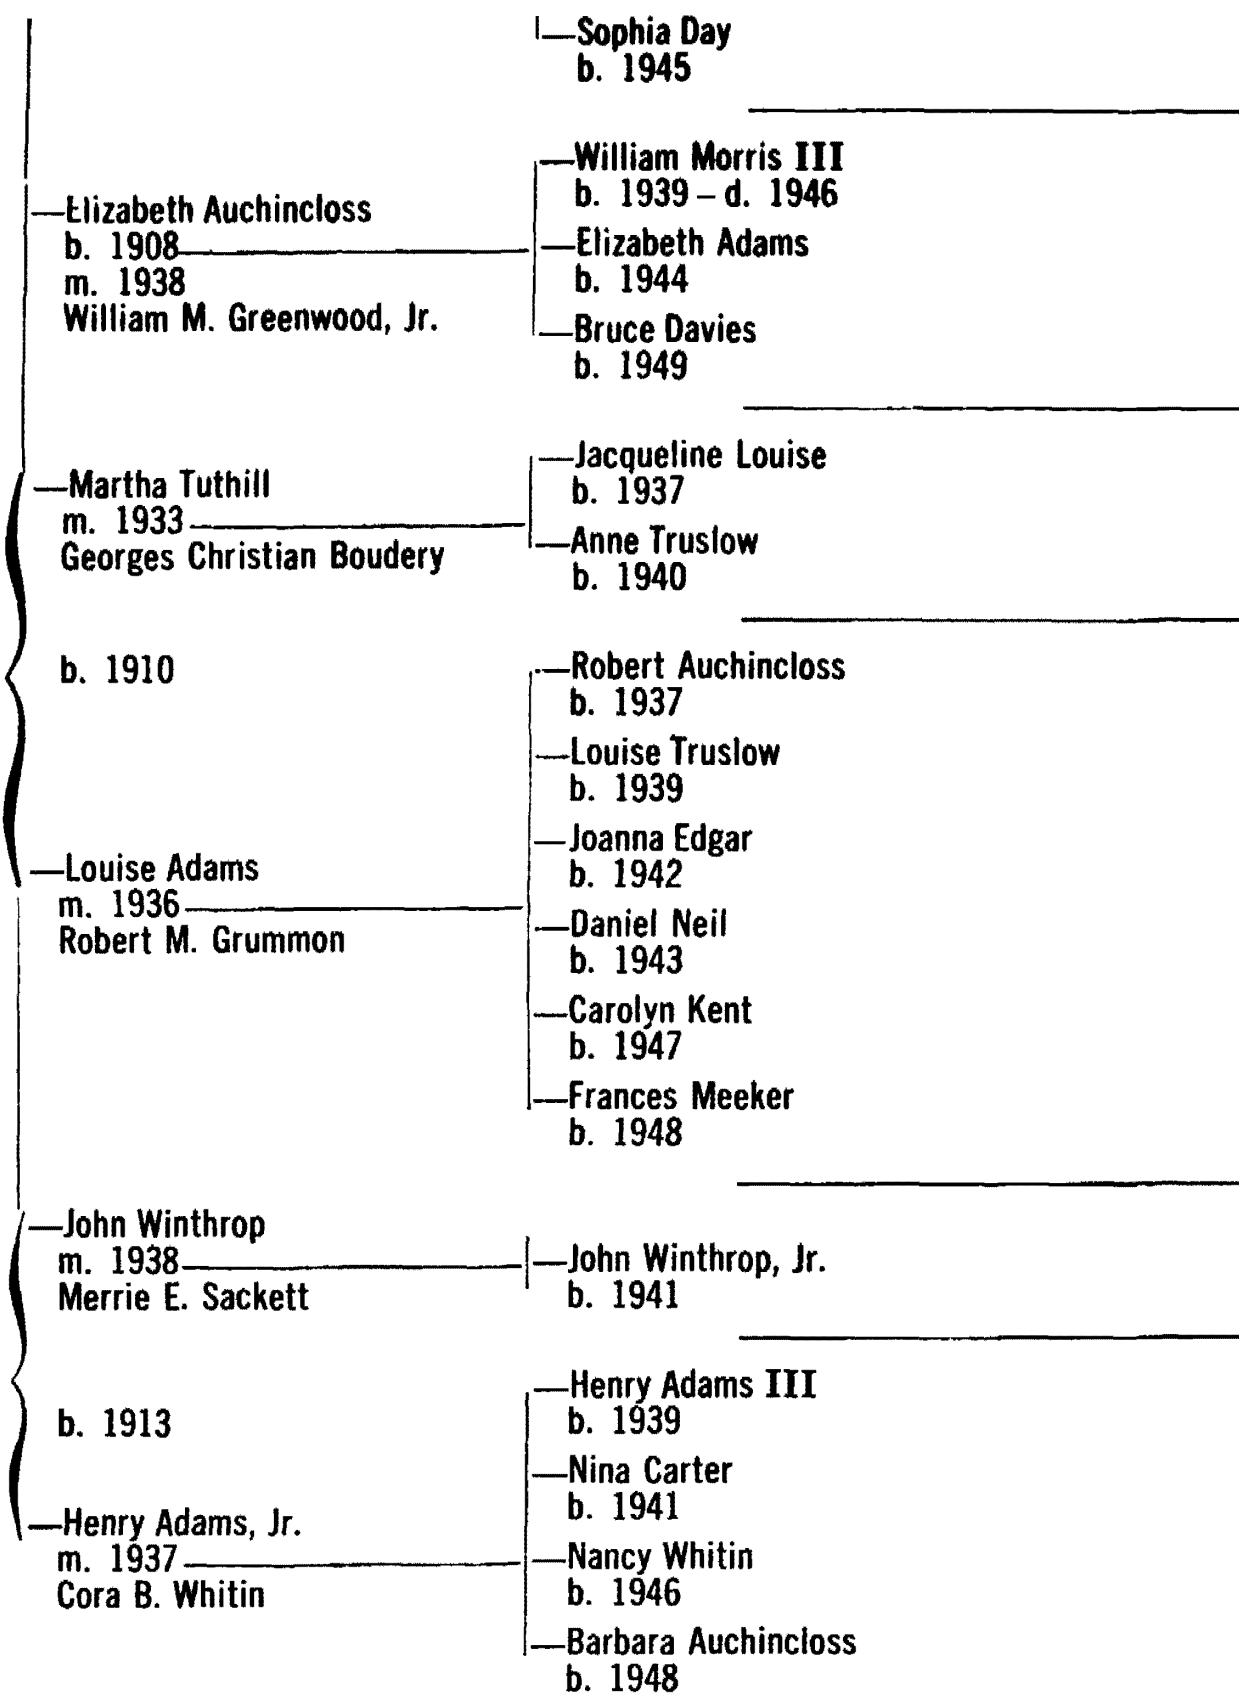 Sophia Day
b. 1945
William Morris III
b. 1939 – d. 1946
Elizabeth Auchincloss
b. 1908
m. 1938
William M. Greenwood, Jr.
Elizabeth Adams
b. 1944
Bruce Davies
b. 1949
Martha Tuthill
m. 1933
Georges Christian Boudery
Jacqueline Louise
b. 1937
Anne Truslow
b. 1940
b. 1910
Robert Auchincloss
b. 1937
Louise Truslow
b. 1939
Joanna Edgar
b. 1942
Louise Adams
m. 1936
Robert M. Grummon
Daniel Neil
b. 1943
Carolyn Kent
b. 1947
Frances Meeker
b. 1948
John Winthrop
m. 1938
Merrie E. Sackett
John Winthrop, Jr.
b. 1941
b. 1913
Henry Adams III
b. 1939
Nina Carter
b. 1941
Henry Adams, Jr.
m. 1937
Cora B. Whitin
Nancy Whitin
b. 1946
Barbara Auchincloss
b. 1948